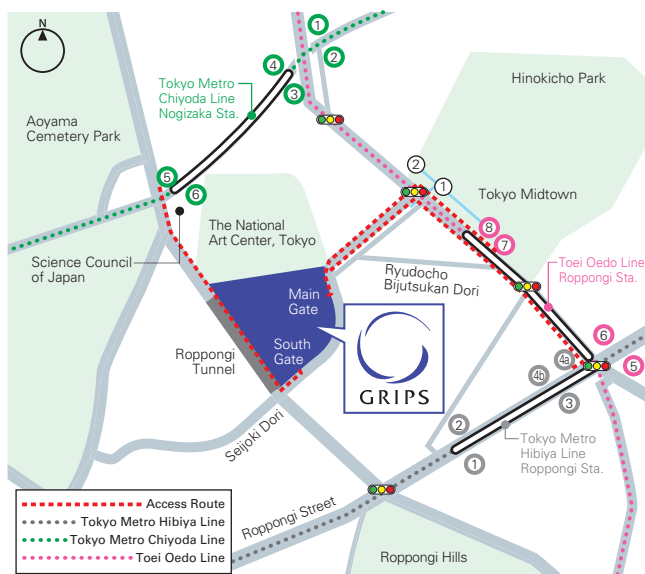 N
1
2
4
3
Tokyo Metro
Chiyoda Line
Nogizaka Sta.
Hinokicho Park
Aoyama
Cemetery Park
5
6
2
1
Tokyo Midtown
8
7
The National
Art Center, Tokyo
Science Council
of Japan
Ryudocho
Bijutsukan Dori
Toei Oedo Line
Roppongi Sta.
Main
Gate
South
Gate
Roppongi
Tunnel
GRIPS
6
5
4a
4b
3
2
1
Seijoki Dori
Tokyo Metro
Hibiya Line
Roppongi Sta.
Roppongi Street
Roppongi Hills
Access Route
Tokyo Metro Hibiya Line
Tokyo Metro Chiyoda Line
Toei Oedo Line